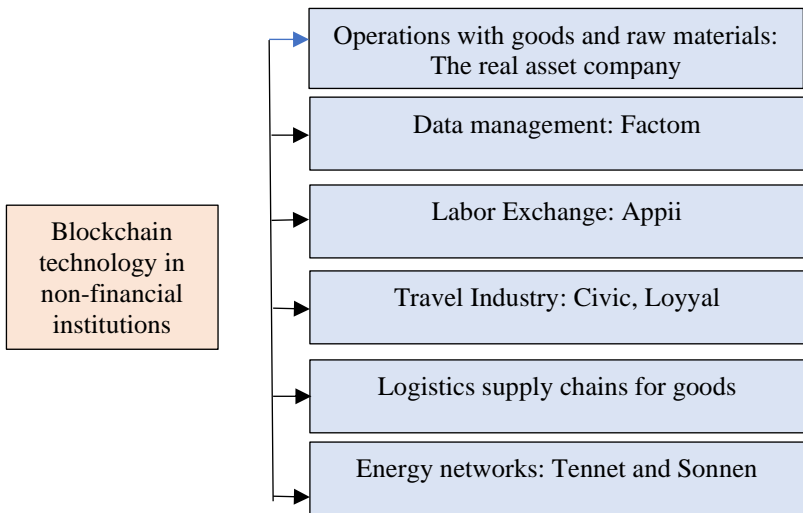 Operations with goods and raw materials:
The real asset company
Data management: Factom
Labor Exchange: Appii
Blockchain
technology in
non-financial
institutions
Travel Industry: Civic, Loyyal
Logistics supply chains for goods
Energy networks: Tennet and Sonnen